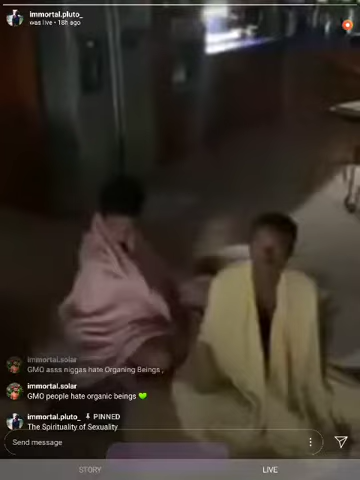 immortal.pluto_
was live • 18h ago
immortal.solar
GMO asss niggas hate Organing Beings ,
immortal.solar
GMO people hate organic beings 💚
immortal.pluto_ PINNED
The Spirituality of Sexuality
Send message
STORY
LIVE